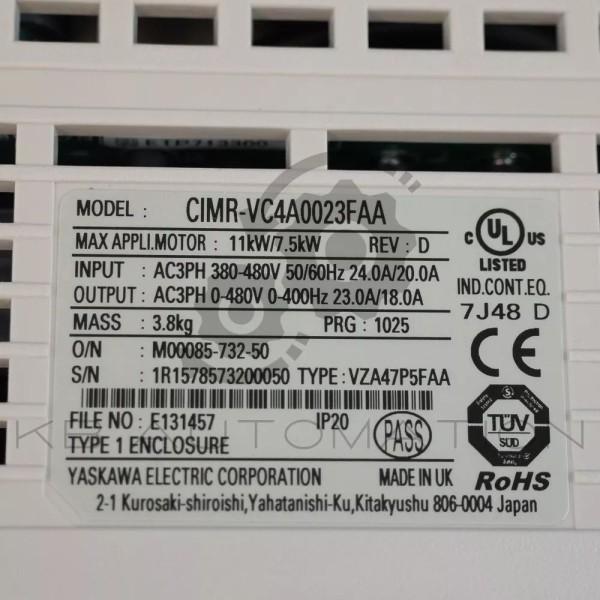 ETP713300
MODEL : CIMR-VC4A0023FAA
MAX APPLI.MOTOR : 11kW/7.5kW REV : D
INPUT : AC3PH 380-480V 50/60Hz 24.0A/20.0A
OUTPUT : AC3PH 0-480V 0-400Hz 23.0A/18.0A
MASS : 3.8kg PRG : 1025
O/N : M00085-732-50
S/N : 1R1578573200050 TYPE : VZA47P5FAA
FILE NO : E131457 IP20 PASS
TYPE 1 ENCLOSURE
YASKAWA ELECTRIC CORPORATION MADE IN UK
2-1 Kurosaki-shiroishi,Yahatanishi-Ku,Kitakyushu 806-0004 Japan
C UL US
LISTED
IND.CONT.EQ.
7J48 D
CE
TÜV
SÜD
RoHS